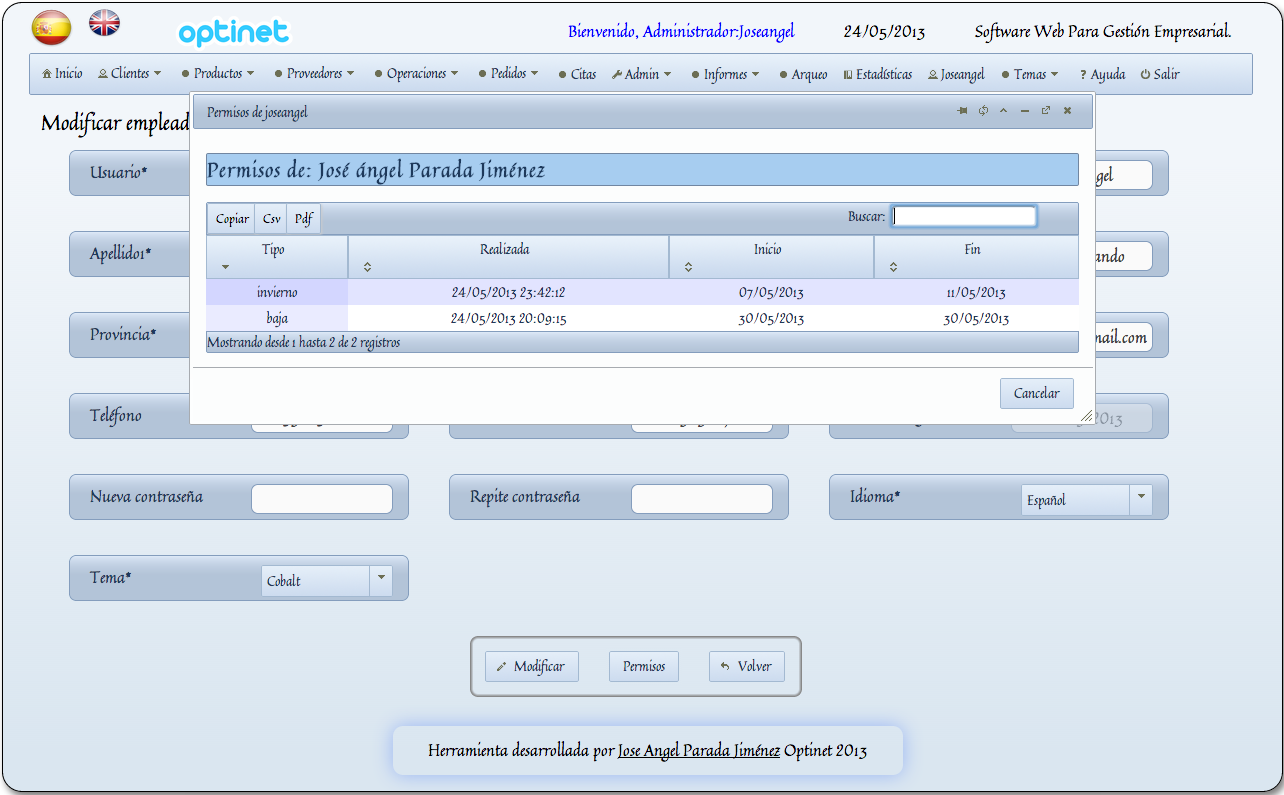 optinet
Bienvenido, Administrador:Joseangel 24/05/2013 Software Web Para Gestión Empresarial.
Inicio Clientes Productos Proveedores Operaciones Pedidos Citas Admin Informes Arqueo Estadísticas Joseangel Temas ? Ayuda Salir
Permisos de joseangel
Modificar emplead
Permisos de: José ángel Parada Jiménez
Usuario*
gel
Copiar Csv Pdf Buscar:
Tipo Realizada Inicio Fin
Apellido1*
ando
invierno 24/05/2013 23:42:12 07/05/2013 11/05/2013
baja 24/05/2013 20:09:15 30/05/2013 30/05/2013
Provincia*
mail.com
Mostrando desde 1 hasta 2 de 2 registros
Cancelar
Teléfono
2013
Nueva contraseña Repite contraseña Idioma* Español
Tema* Cobalt
Modificar Permisos Volver
Herramienta desarrollada por Jose Angel Parada Jiménez Optinet 2013